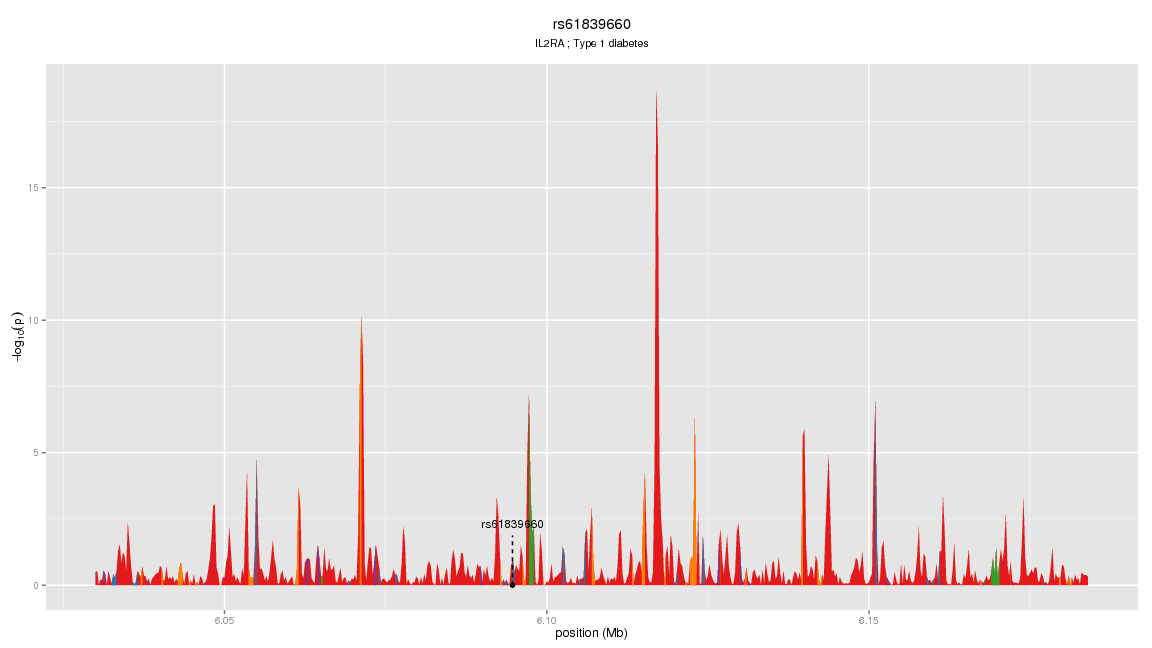 rs61839660
IL2RA ; Type 1 diabetes
15
10
5
0
−log10(p)
rs61839660
6.05
6.10
6.15
position (Mb)